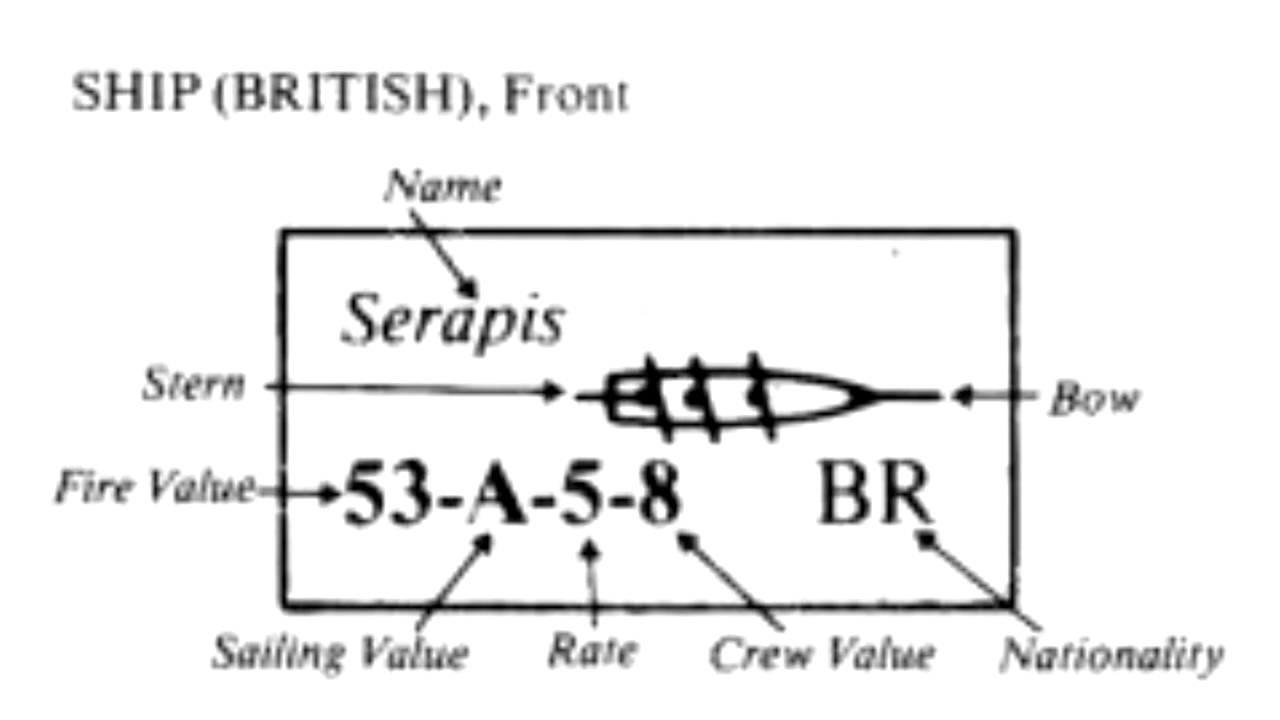 SHIP (BRITISH), Front
Name
Serapis
Stern
Bow
Fire Value
53-A-5-8 BR
Sailing Value Rate Crew Value Nationality